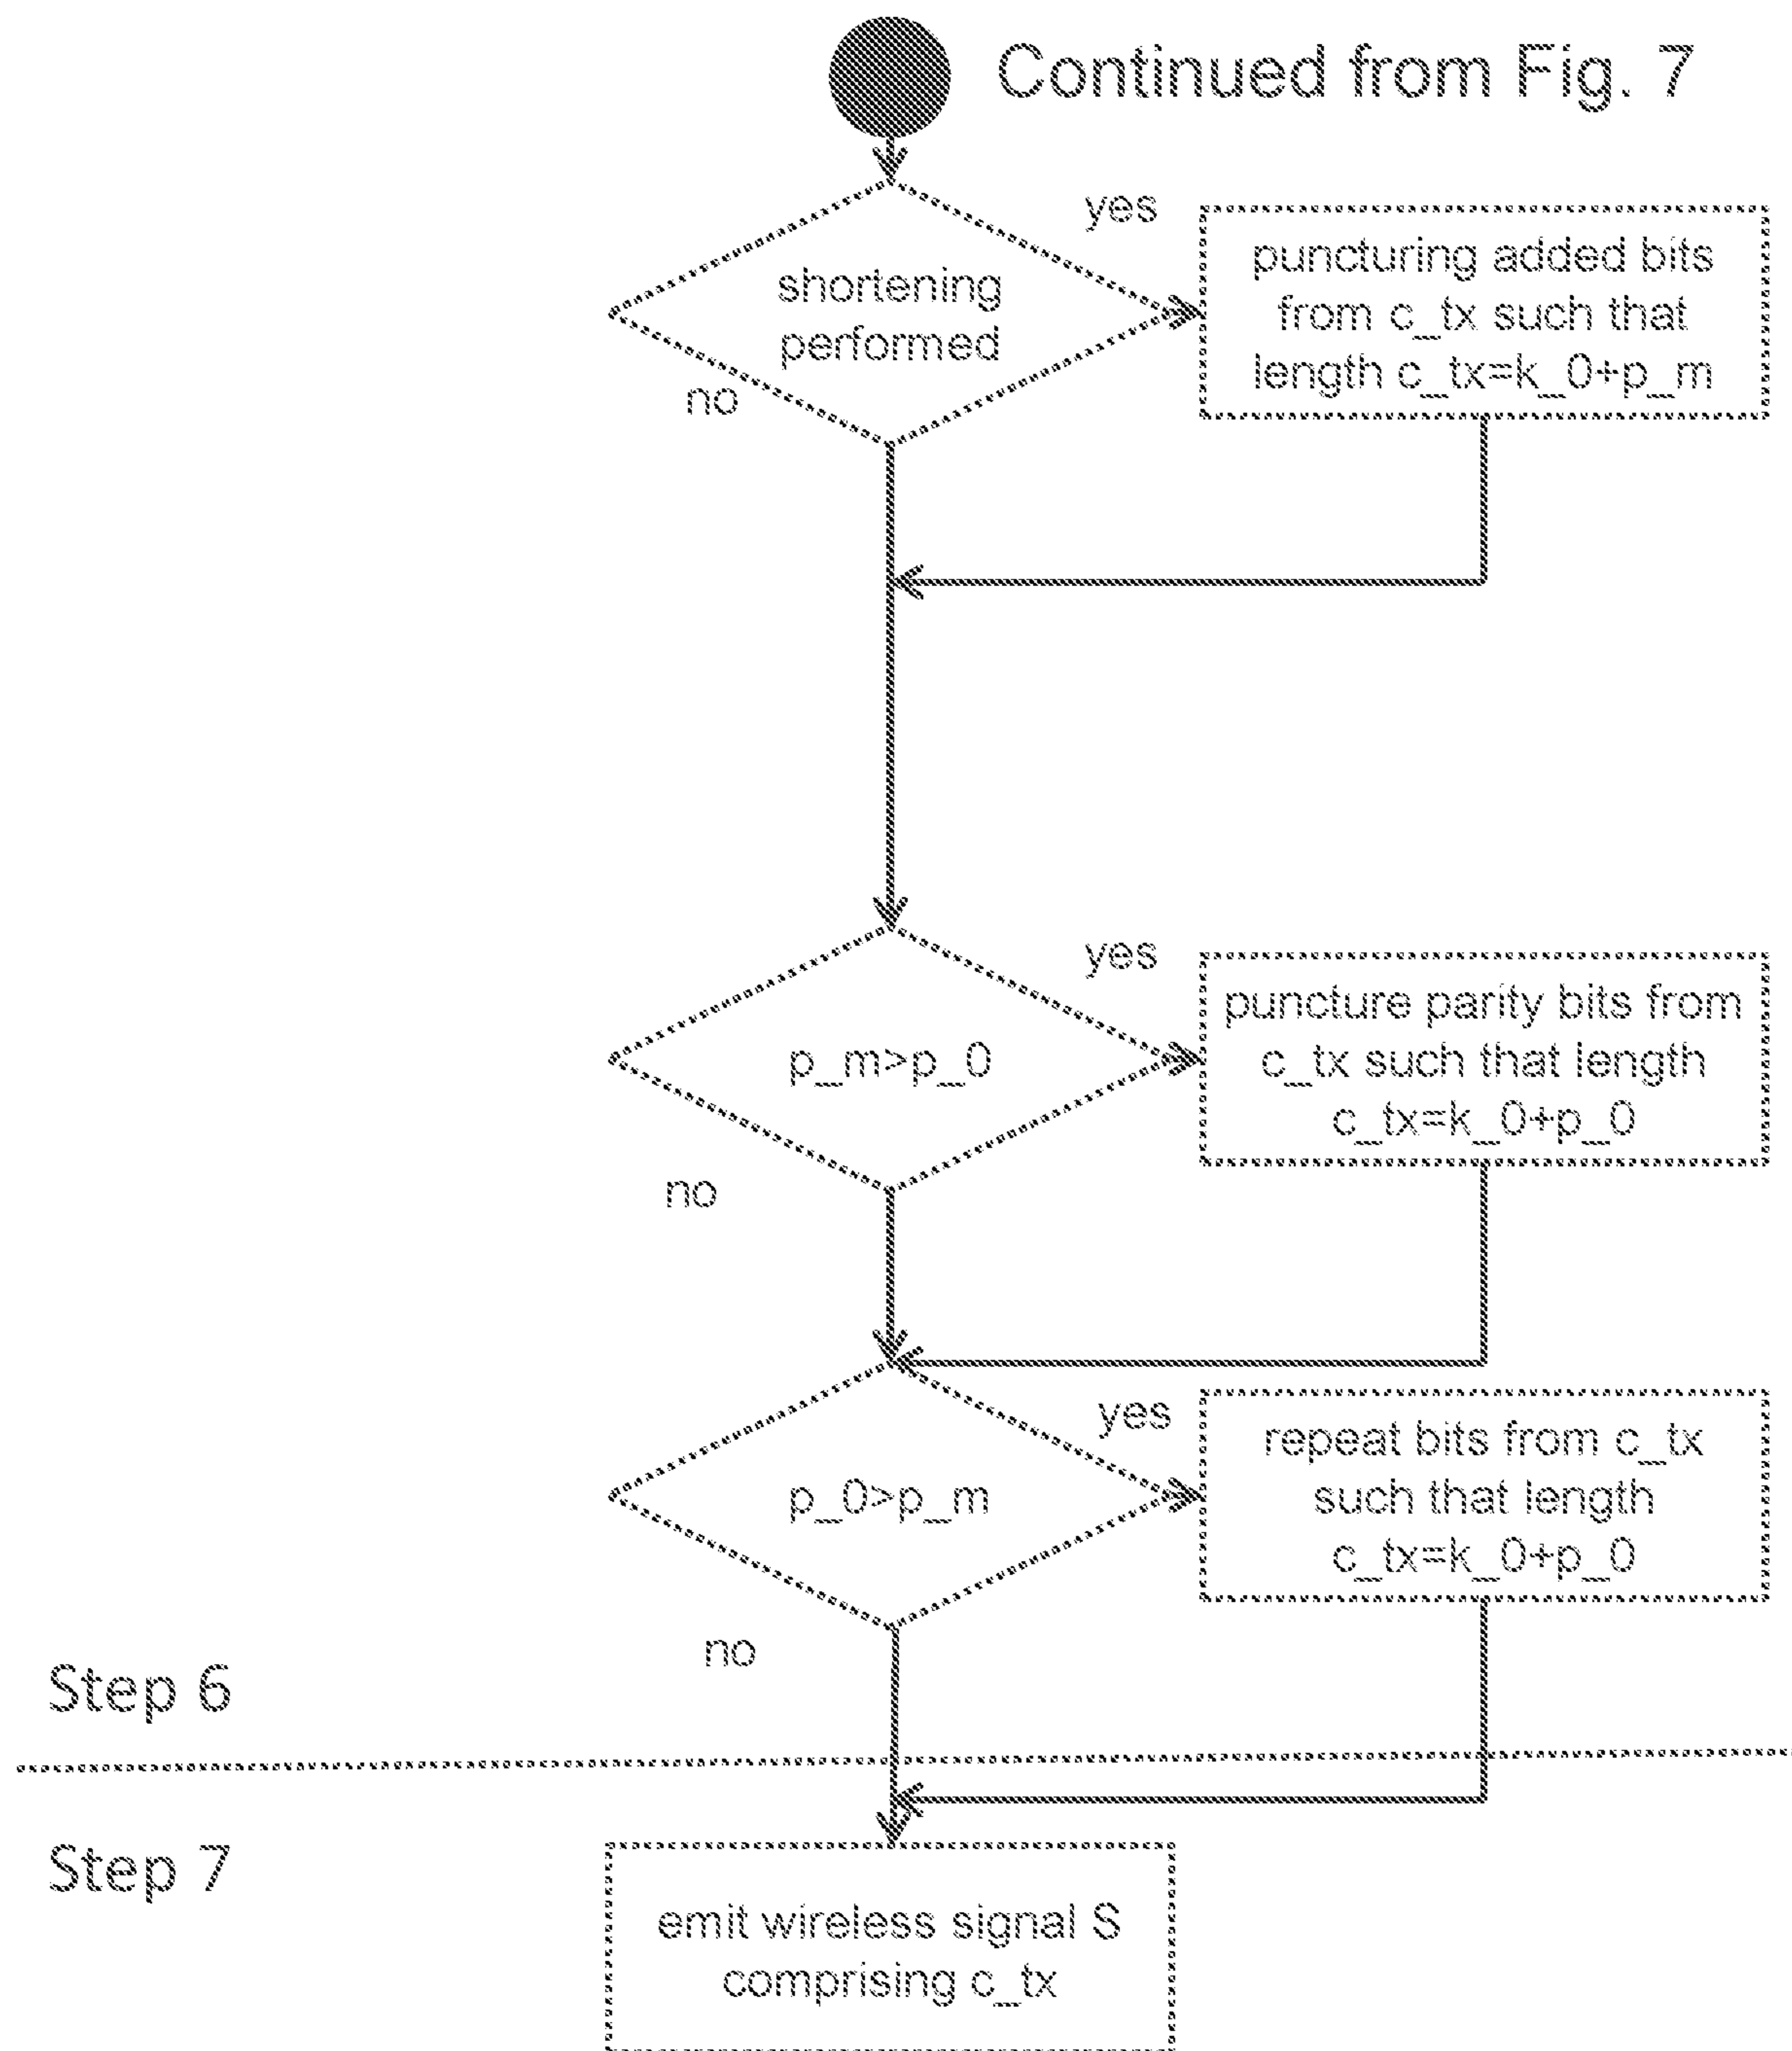 Continued from Fig. 7
yes
shortening
performed
no
puncturing added bits
from c_tx such that
length c_tx=k_0+p_m
yes
p_m>p_0
no
puncture parity bits from
c_tx such that length
c_tx=k_0+p_0
yes
p_0>p_m
no
repeat bits from c_tx
such that length
c_tx=k_0+p_0
Step 6
Step 7
emit wireless signal S
comprising c_tx